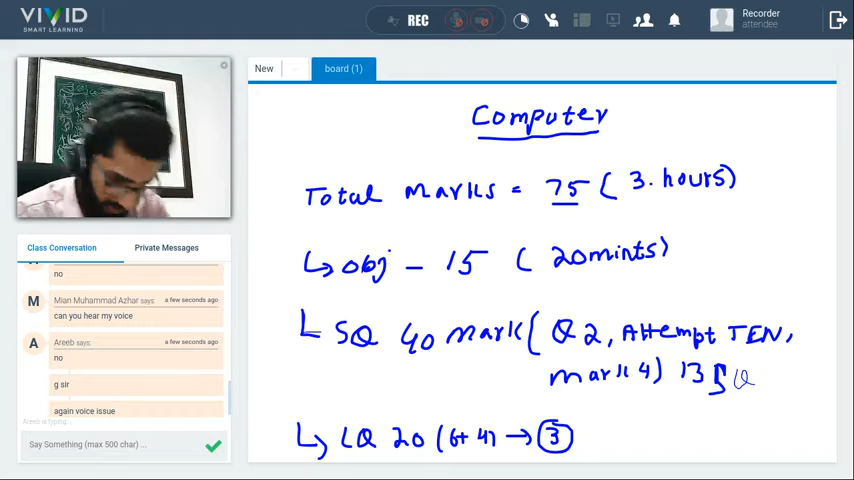 VIVID
SMART LEARNING
REC
Recorder
attendee
New
board (1)
Computer
Total marks = 75 ( 3. hours)
↳ obj - 15 ( 20 mints)
↳ SQ 40 mark ( Q 2, Attempt TEN,
mark 4) 13 SQ
↳ LQ 20 (6+4) → 3
Class Conversation
Private Messages
no
M
Mian Muhammad Azhar says:
a few seconds ago
can you hear my voice
A
Areeb says:
a few seconds ago
no
g sir
again voice issue
Areeb is typing...
Say Something (max 500 char) ...